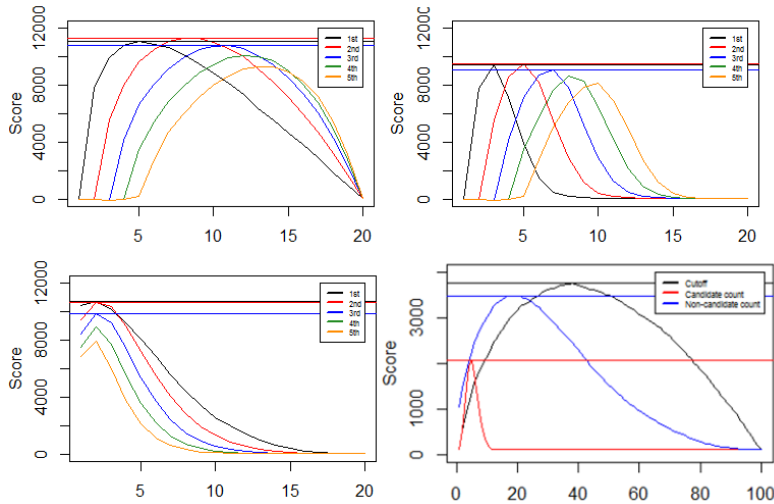 12000
8000
4000
0
Score
1st
2nd
3rd
4th
5th
5 10 15 20
12000
8000
4000
0
Score
1st
2nd
3rd
4th
5th
5 10 15 20
12000
8000
4000
0
Score
1st
2nd
3rd
4th
5th
5 10 15 20
3000
1000
0
Score
Cutoff
Candidate count
Non-candidate count
0 20 40 60 80 100